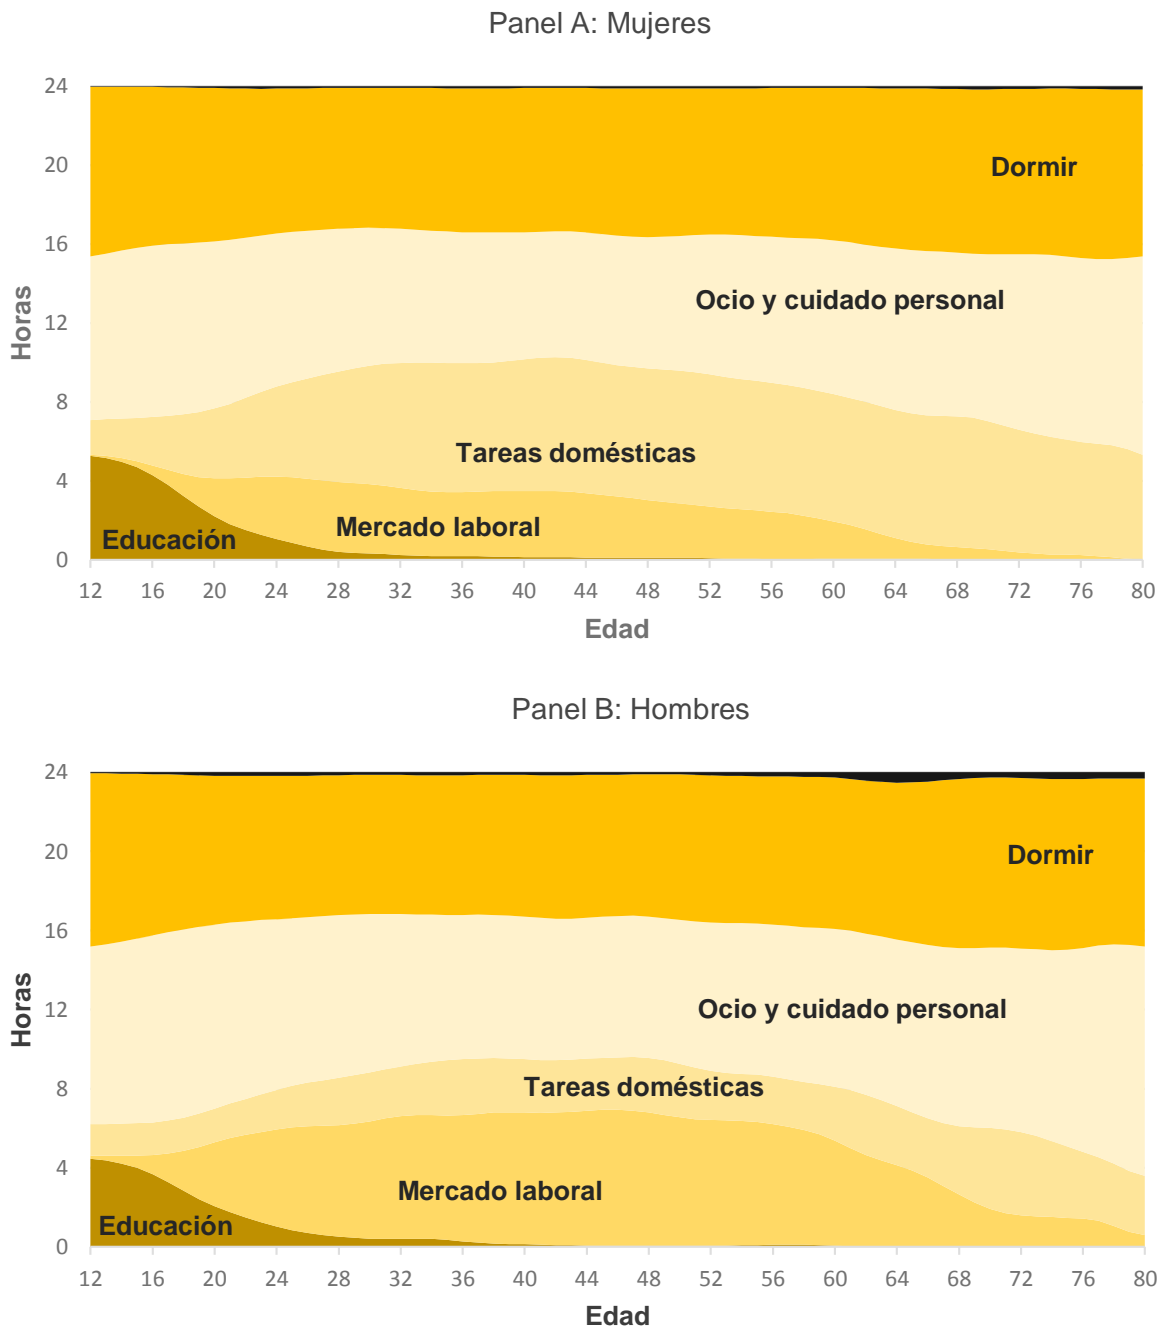 Panel A: Mujeres
24
20
16
12
8
4
0
Horas
Dormir
Ocio y cuidado personal
Tareas domésticas
Mercado laboral
Educación
12 16 20 24 28 32 36 40 44 48 52 56 60 64 68 72 76 80
Edad
Panel B: Hombres
24
20
16
12
8
4
0
Horas
Dormir
Ocio y cuidado personal
Tareas domésticas
Mercado laboral
Educación
12 16 20 24 28 32 36 40 44 48 52 56 60 64 68 72 76 80
Edad